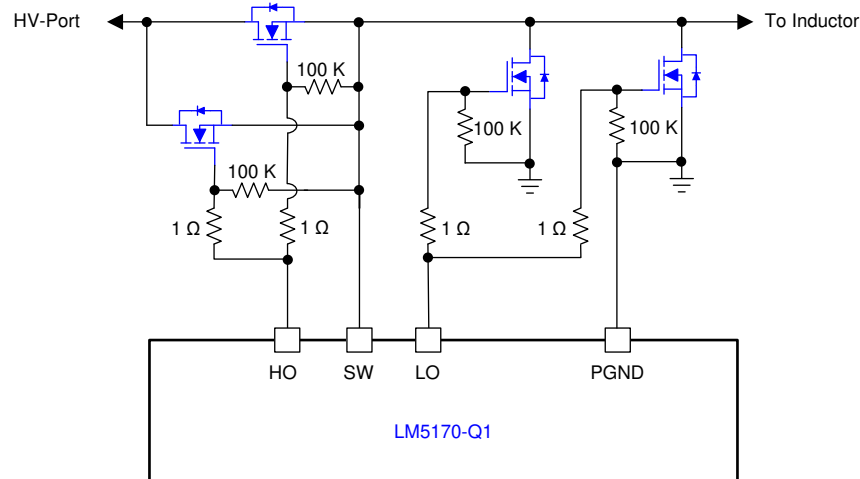 HV-Port
To Inductor
100 K
100 K
100 K
100 K
1 Ω
1 Ω
1 Ω
1 Ω
HO
SW
LO
PGND
LM5170-Q1